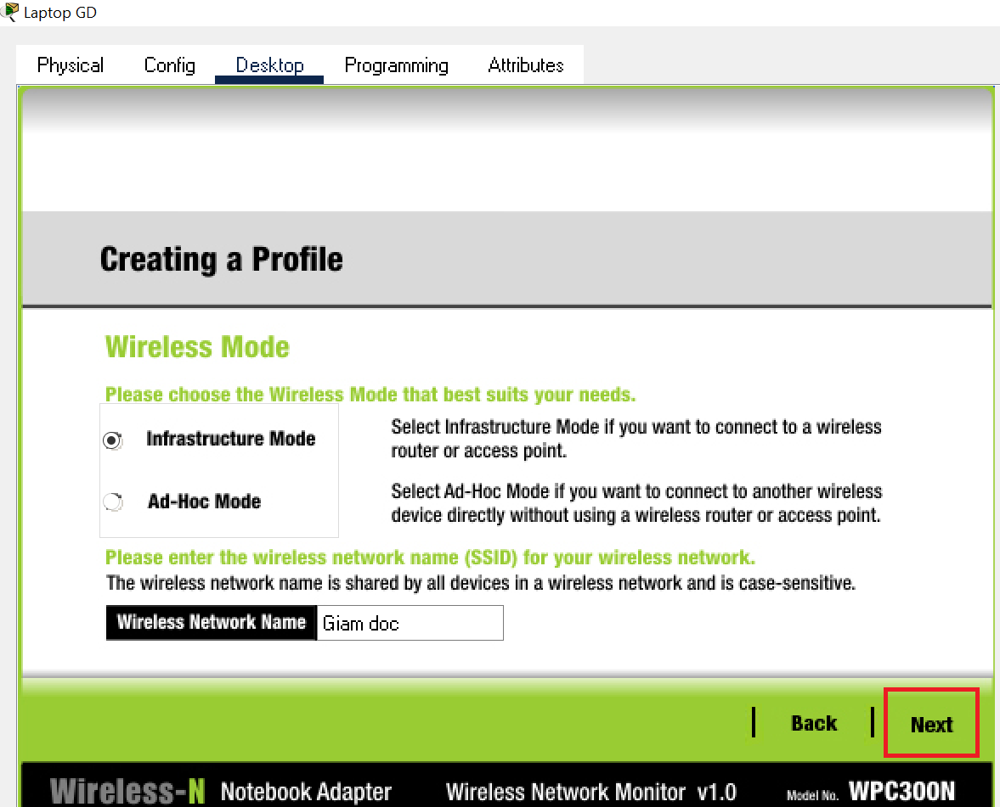 Laptop GD
Physical Config Desktop Programming Attributes
Creating a Profile
Wireless Mode
Please choose the Wireless Mode that best suits your needs.
Infrastructure Mode
Select Infrastructure Mode if you want to connect to a wireless
router or access point.
Ad-Hoc Mode
Select Ad-Hoc Mode if you want to connect to another wireless
device directly without using a wireless router or access point.
Please enter the wireless network name (SSID) for your wireless network.
The wireless network name is shared by all devices in a wireless network and is case-sensitive.
Wireless Network Name Giam doc
Back Next
Wireless-N Notebook Adapter Wireless Network Monitor v1.0 Model No. WPC300N